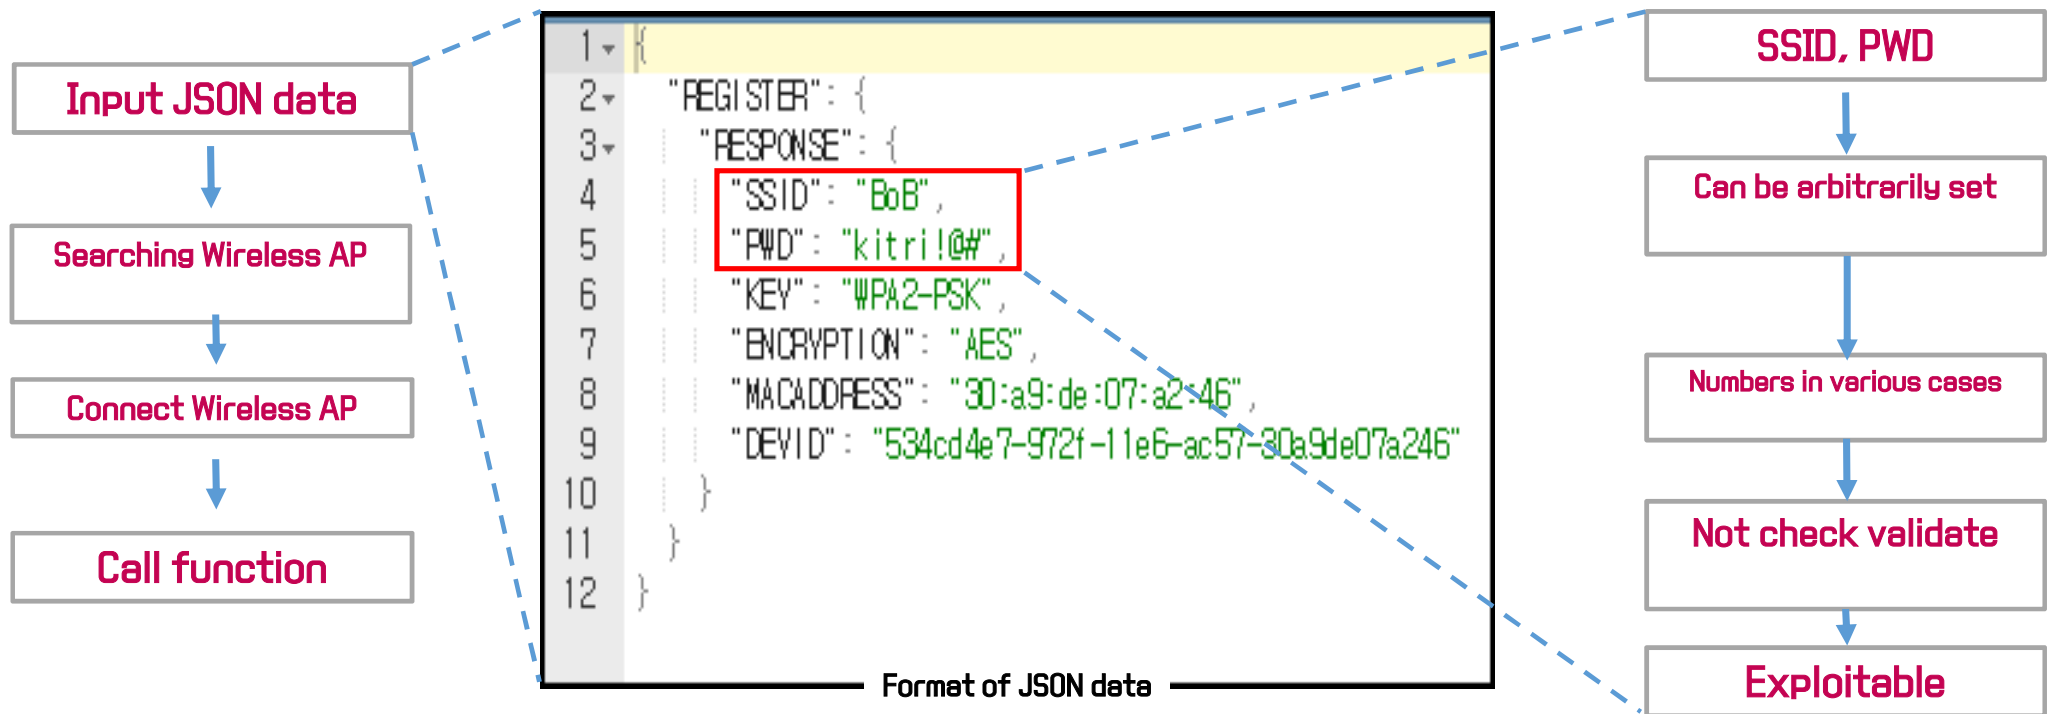 Input JSON data
Searching Wireless AP
Connect Wireless AP
Call function
1 {
2 "REGISTER": {
3 "RESPONSE": {
4 "SSID": "BoB",
5 "PWD": "kitri!@#",
6 "KEY": "WPA2-PSK",
7 "ENCRYPTION": "AES",
8 "MACADDRESS": "30:a9:de:07:a2:46",
9 "DEVID": "534cd4e7-972f-11e6-ac57-30a9de07a246"
10 }
11 }
12 }
Format of JSON data
SSID, PWD
Can be arbitrarily set
Numbers in various cases
Not check validate
Exploitable